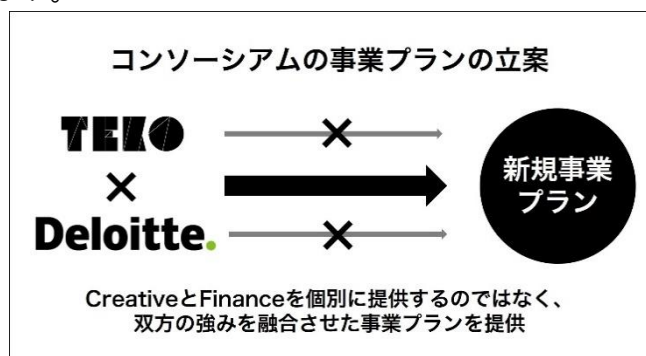 コンソーシアムの事業プランの立案
TEKO
×
Deloitte.
新規事業
プラン
CreativeとFinanceを個別に提供するのではなく、
双方の強みを融合させた事業プランを提供